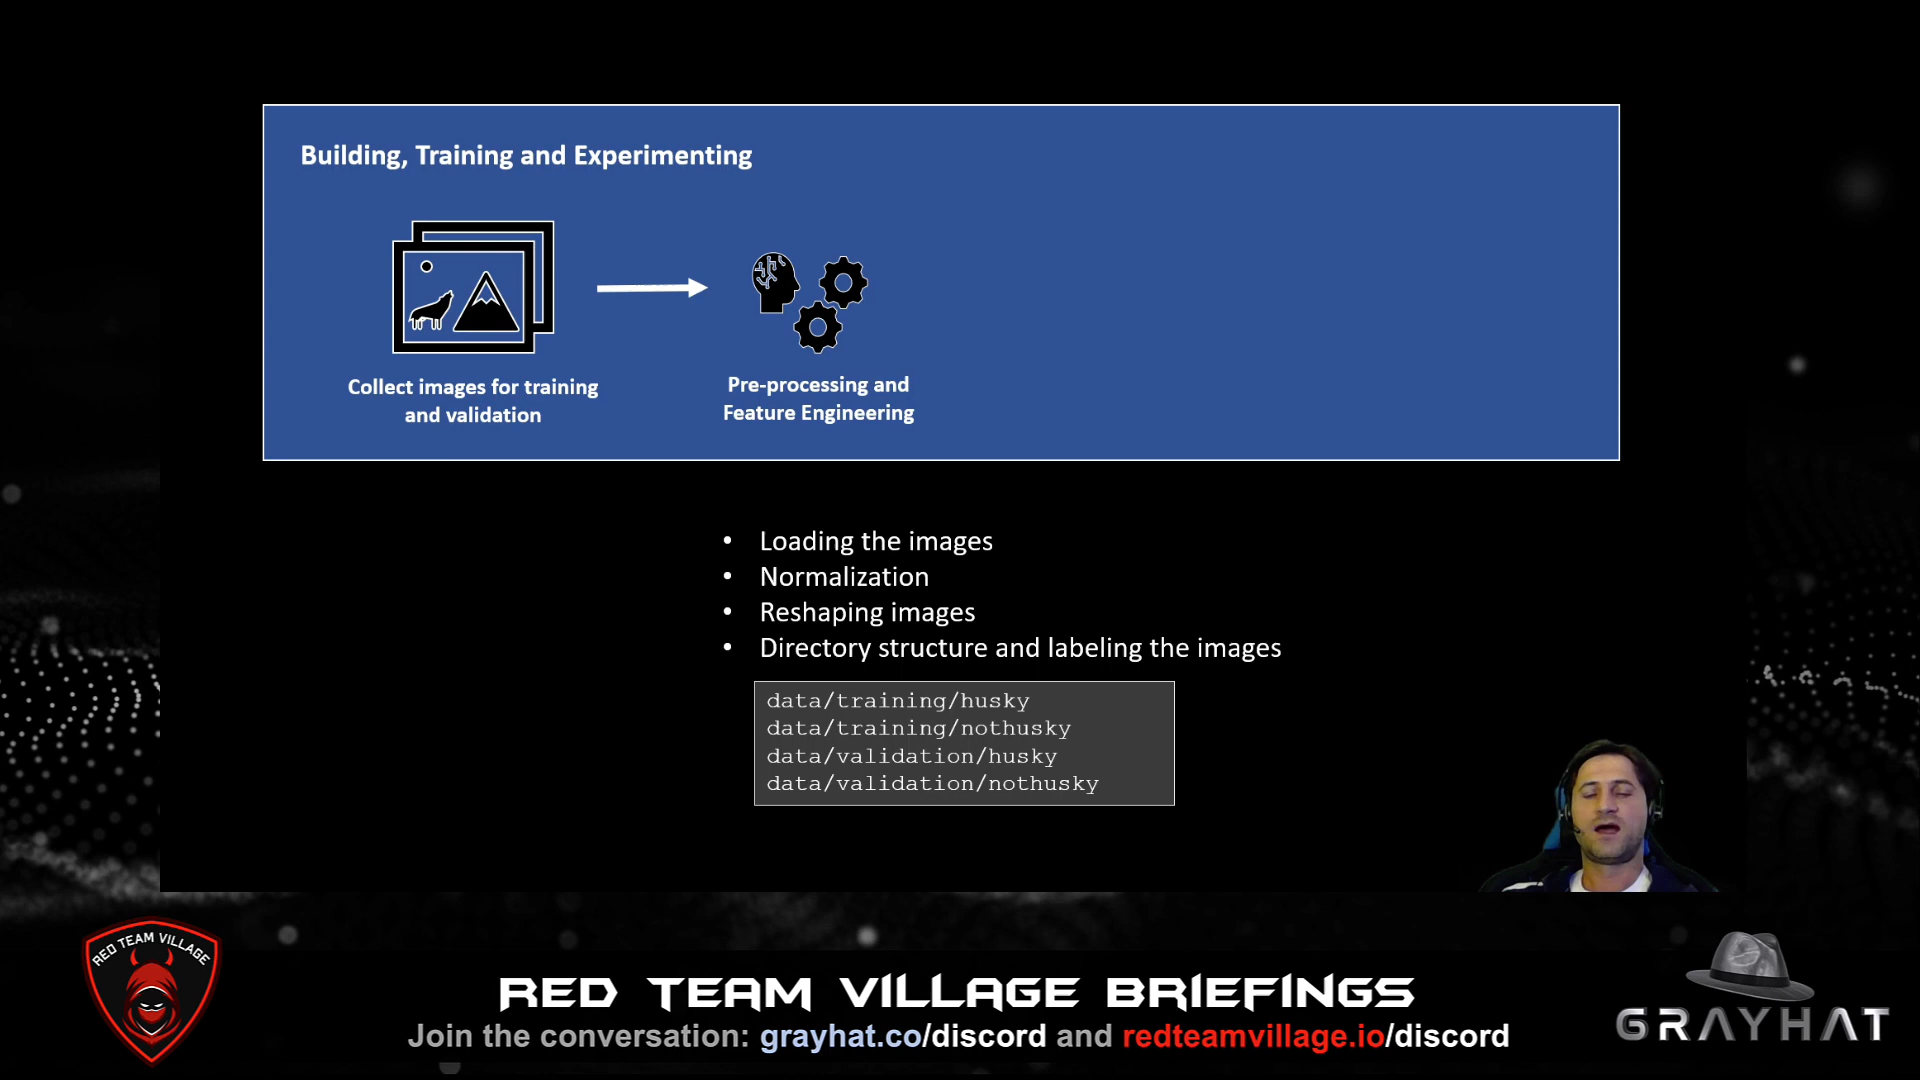 Building, Training and Experimenting
Collect images for training
and validation
Pre-processing and
Feature Engineering
• Loading the images
• Normalization
• Reshaping images
• Directory structure and labeling the images
data/training/husky
data/training/nothusky
data/validation/husky
data/validation/nothusky
RED TEAM VILLAGE
RED TEAM VILLAGE BRIEFINGS
Join the conversation: grayhat.co/discord and redteamvillage.io/discord
GRAYHAT